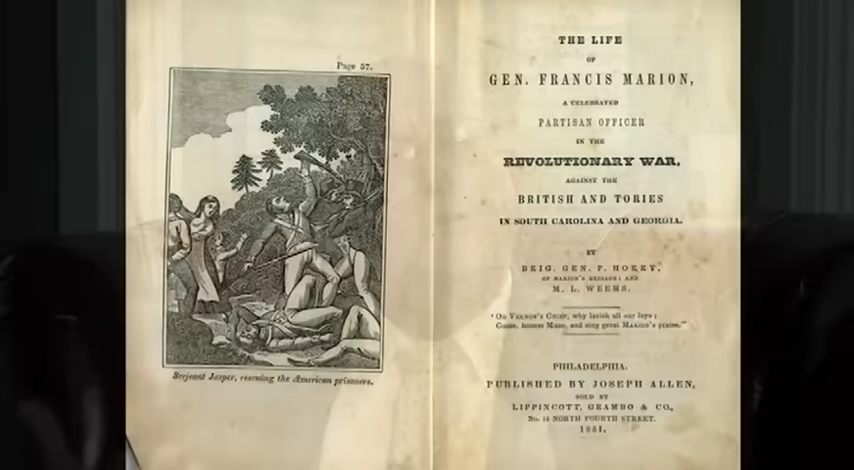 Page 57.
Serjeant Jasper, rescuing the American prisoners.
THE LIFE
OF
GEN. FRANCIS MARION,
A CELEBRATED
PARTISAN OFFICER
IN THE
REVOLUTIONARY WAR,
AGAINST THE
BRITISH AND TORIES
IN SOUTH CAROLINA AND GEORGIA.
BY
BRIG. GEN. P. HORRY,
OF MARION'S BRIGADE: AND
M. L. WEEMS.
"On VERNON'S CHIEF, why lavish all our lays;
Come, honest Muse, and sing great MARION'S praise."
PHILADELPHIA:
PUBLISHED BY JOSEPH ALLEN,
SOLD BY
LIPPINCOTT, GRAMBO & CO.,
No. 14 NORTH FOURTH STREET.
1851.